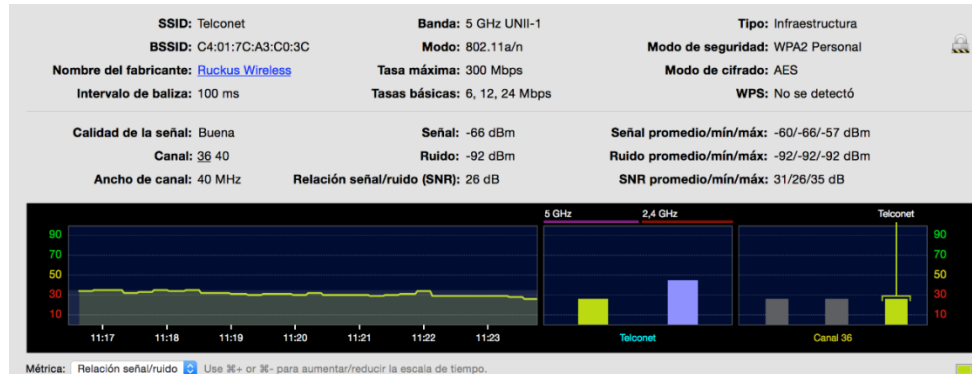 SSID: Telconet Banda: 5 GHz UNII-1 Tipo: Infraestructura
BSSID: C4:01:7C:A3:C0:3C Modo: 802.11a/n Modo de seguridad: WPA2 Personal
Nombre del fabricante: Ruckus Wireless Tasa máxima: 300 Mbps Modo de cifrado: AES
Intervalo de baliza: 100 ms Tasas básicas: 6, 12, 24 Mbps WPS: No se detectó
Calidad de la señal: Buena Señal: -66 dBm Señal promedio/mín/máx: -60/-66/-57 dBm
Canal: 36 40 Ruido: -92 dBm Ruido promedio/mín/máx: -92/-92/-92 dBm
Ancho de canal: 40 MHz Relación señal/ruido (SNR): 26 dB SNR promedio/mín/máx: 31/26/35 dB
5 GHz 2,4 GHz Telconet
90 90
70 70
50 50
30 30
10 10
11:17 11:18 11:19 11:20 11:21 11:22 11:23 Telconet Canal 36
Métrica: Relación señal/ruido Use ⌘+ or ⌘- para aumentar/reducir la escala de tiempo.